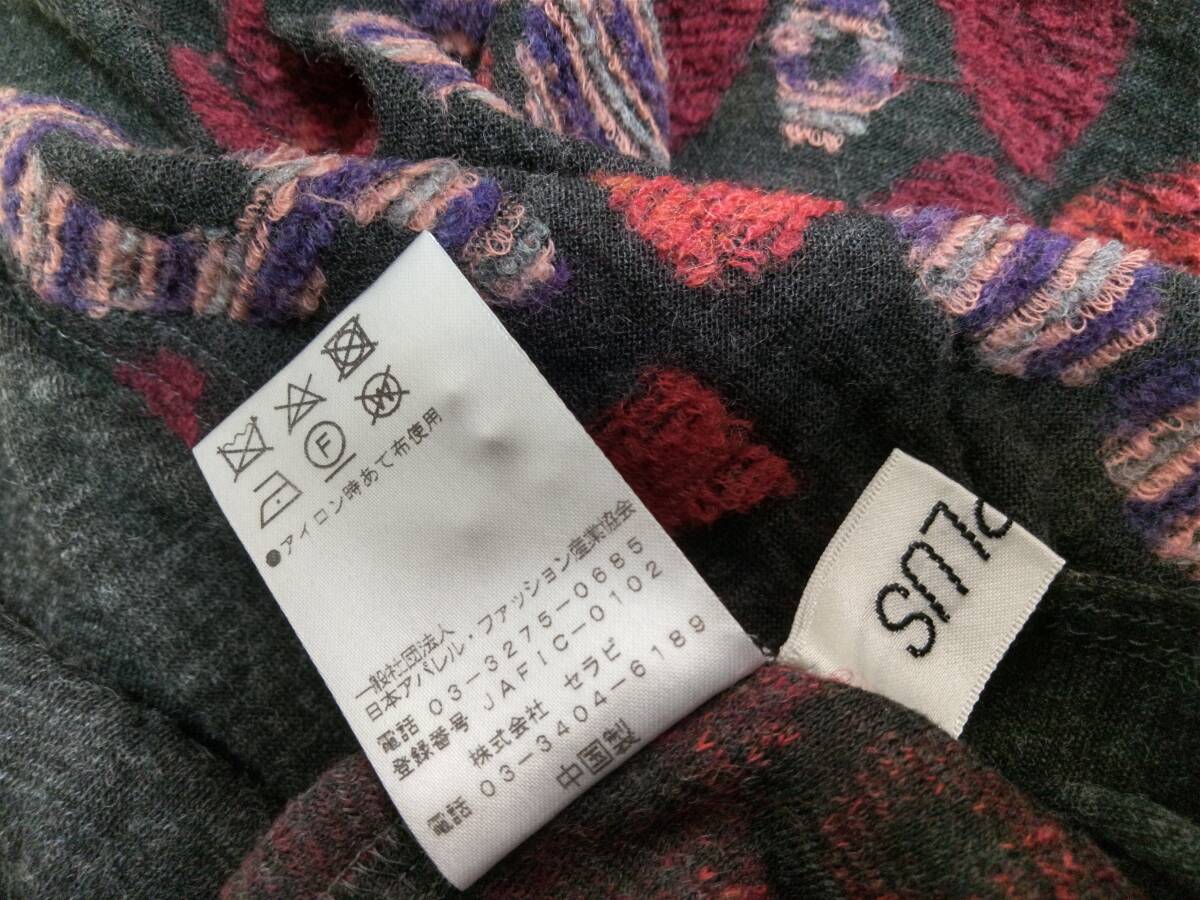 F
W
●アイロン時あて布使用
一般社団法人
日本アパレル・ファッション産業協会
電話 03-3275-0685
登録番号 JAFIC-0102
株式会社 セラビ
電話 03-3404-6189
中国製
PLUS